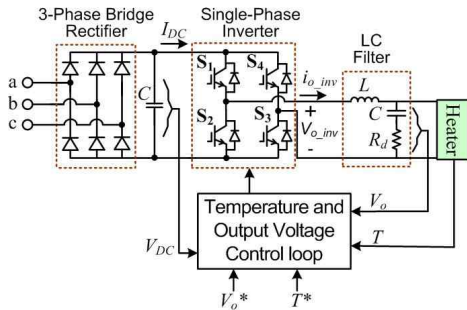 3-Phase Bridge
Rectifier
I_DC
Single-Phase
Inverter
LC
Filter
a
b
c
C
S1
S4
S2
S3
i_o_inv
+
V_o_inv
-
L
C
R_d
Heater
Temperature and
Output Voltage
Control loop
V_DC
V_o
T
V_o*
T*